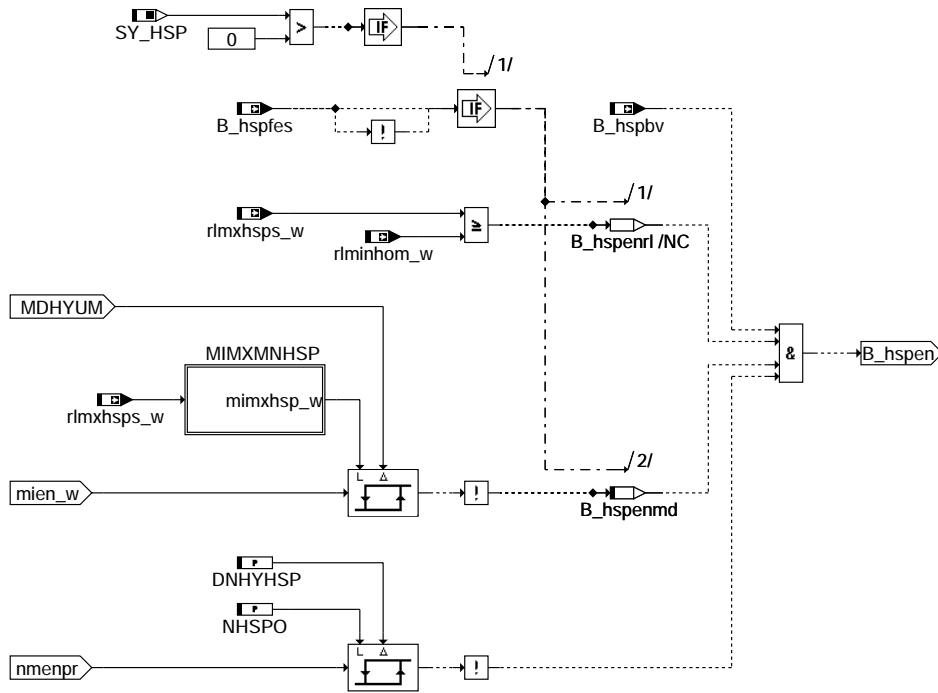 SY_HSP
0
>
IF
/1/
B_hspfes
!
IF
B_hspbv
/1/
rlmxhsps_w
rlminhom_w
≥
B_hspenrl /NC
MDHYUM
MIMXMNHSP
rlmxhsps_w
mimxhsp_w
&
B_hspen
/2/
L Δ
mien_w
!
B_hspenmd
P
DNHYHSP
P
NHSPO
L Δ
nmenpr
!